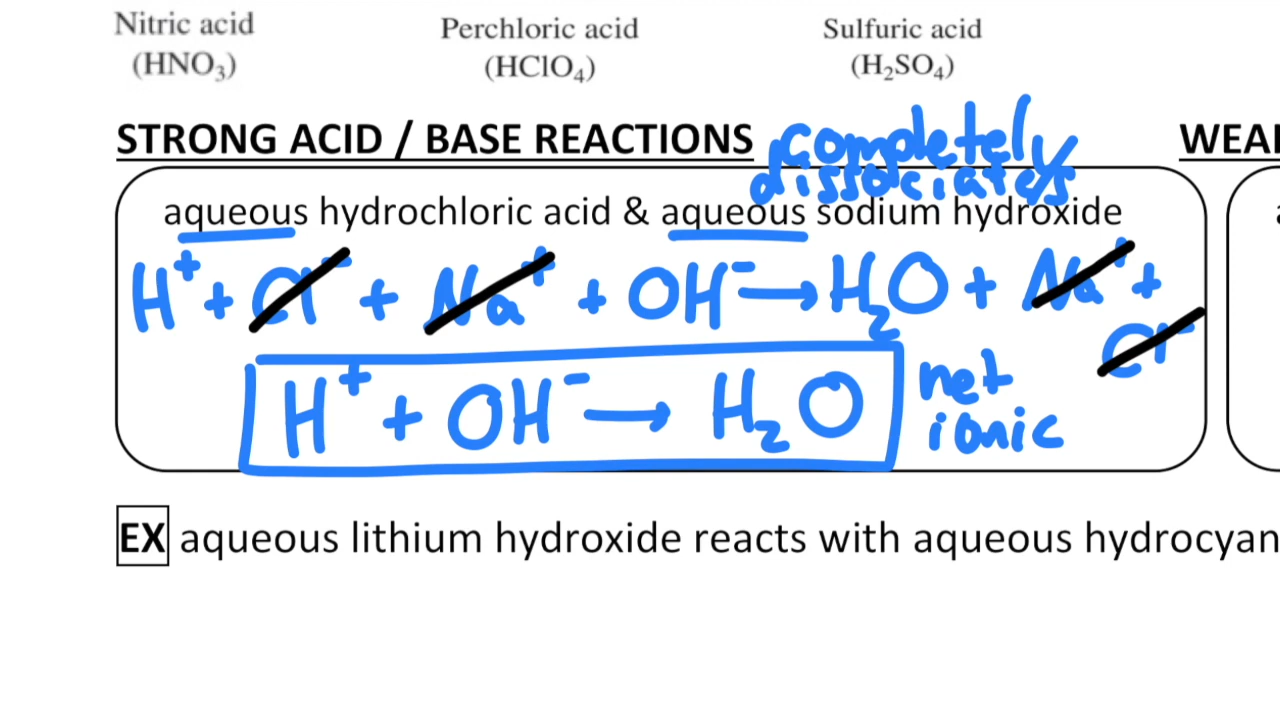 Nitric acid Perchloric acid Sulfuric acid
(HNO₃) (HClO₄) (H₂SO₄)
STRONG ACID / BASE REACTIONS completely WEA
dissociates
aqueous hydrochloric acid & aqueous sodium hydroxide
H⁺ + Cl⁻ + Na⁺ + OH⁻ → H₂O + Na⁺ +
Cl⁻
H⁺ + OH⁻ → H₂O net
ionic
EX aqueous lithium hydroxide reacts with aqueous hydrocyan